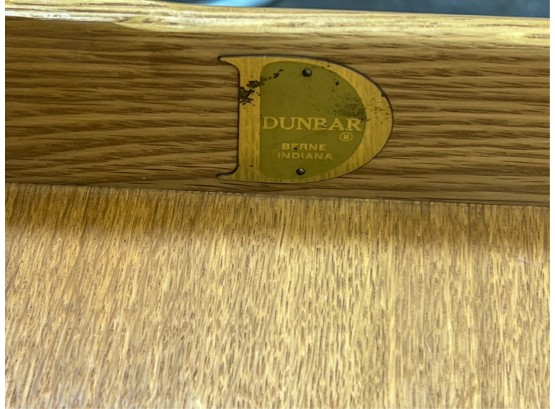 D
DUNBAR
®
BERNE
INDIANA